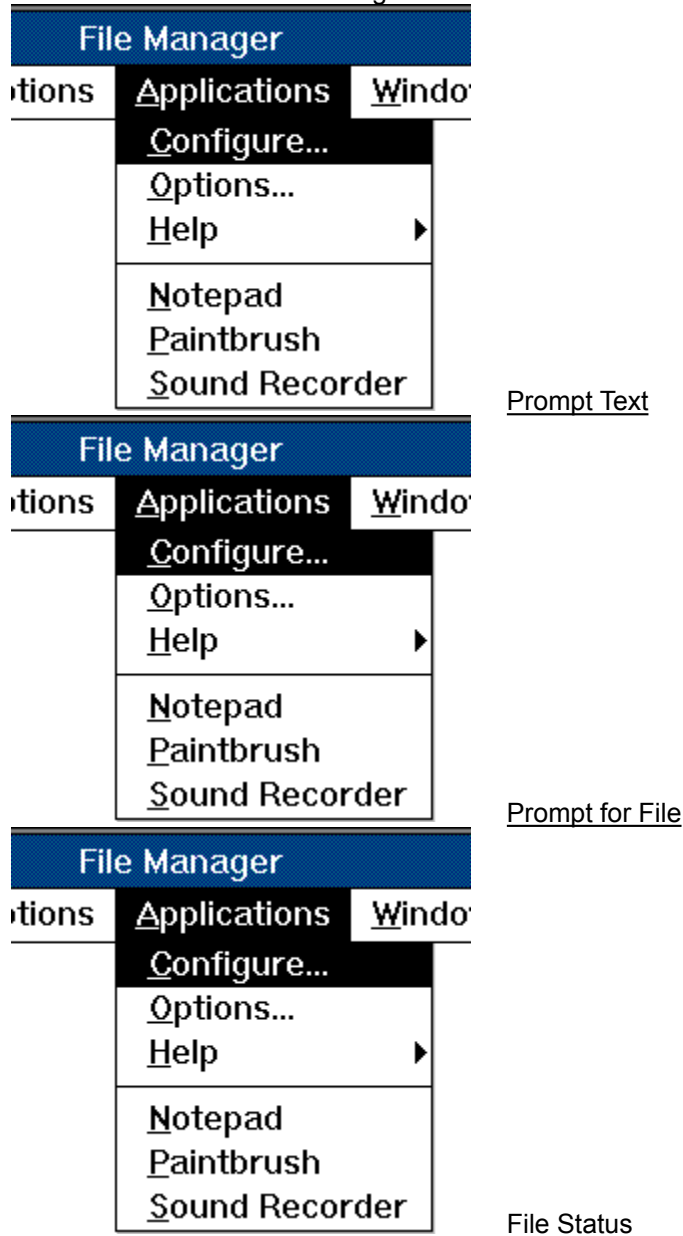 File Manager
tions Applications Windo
Configure...
Options...
Help
Notepad
Paintbrush
Sound Recorder Prompt Text
File Manager
tions Applications Windo
Configure...
Options...
Help
Notepad
Paintbrush
Sound Recorder Prompt for File
File Manager
tions Applications Windo
Configure...
Options...
Help
Notepad
Paintbrush
Sound Recorder File Status